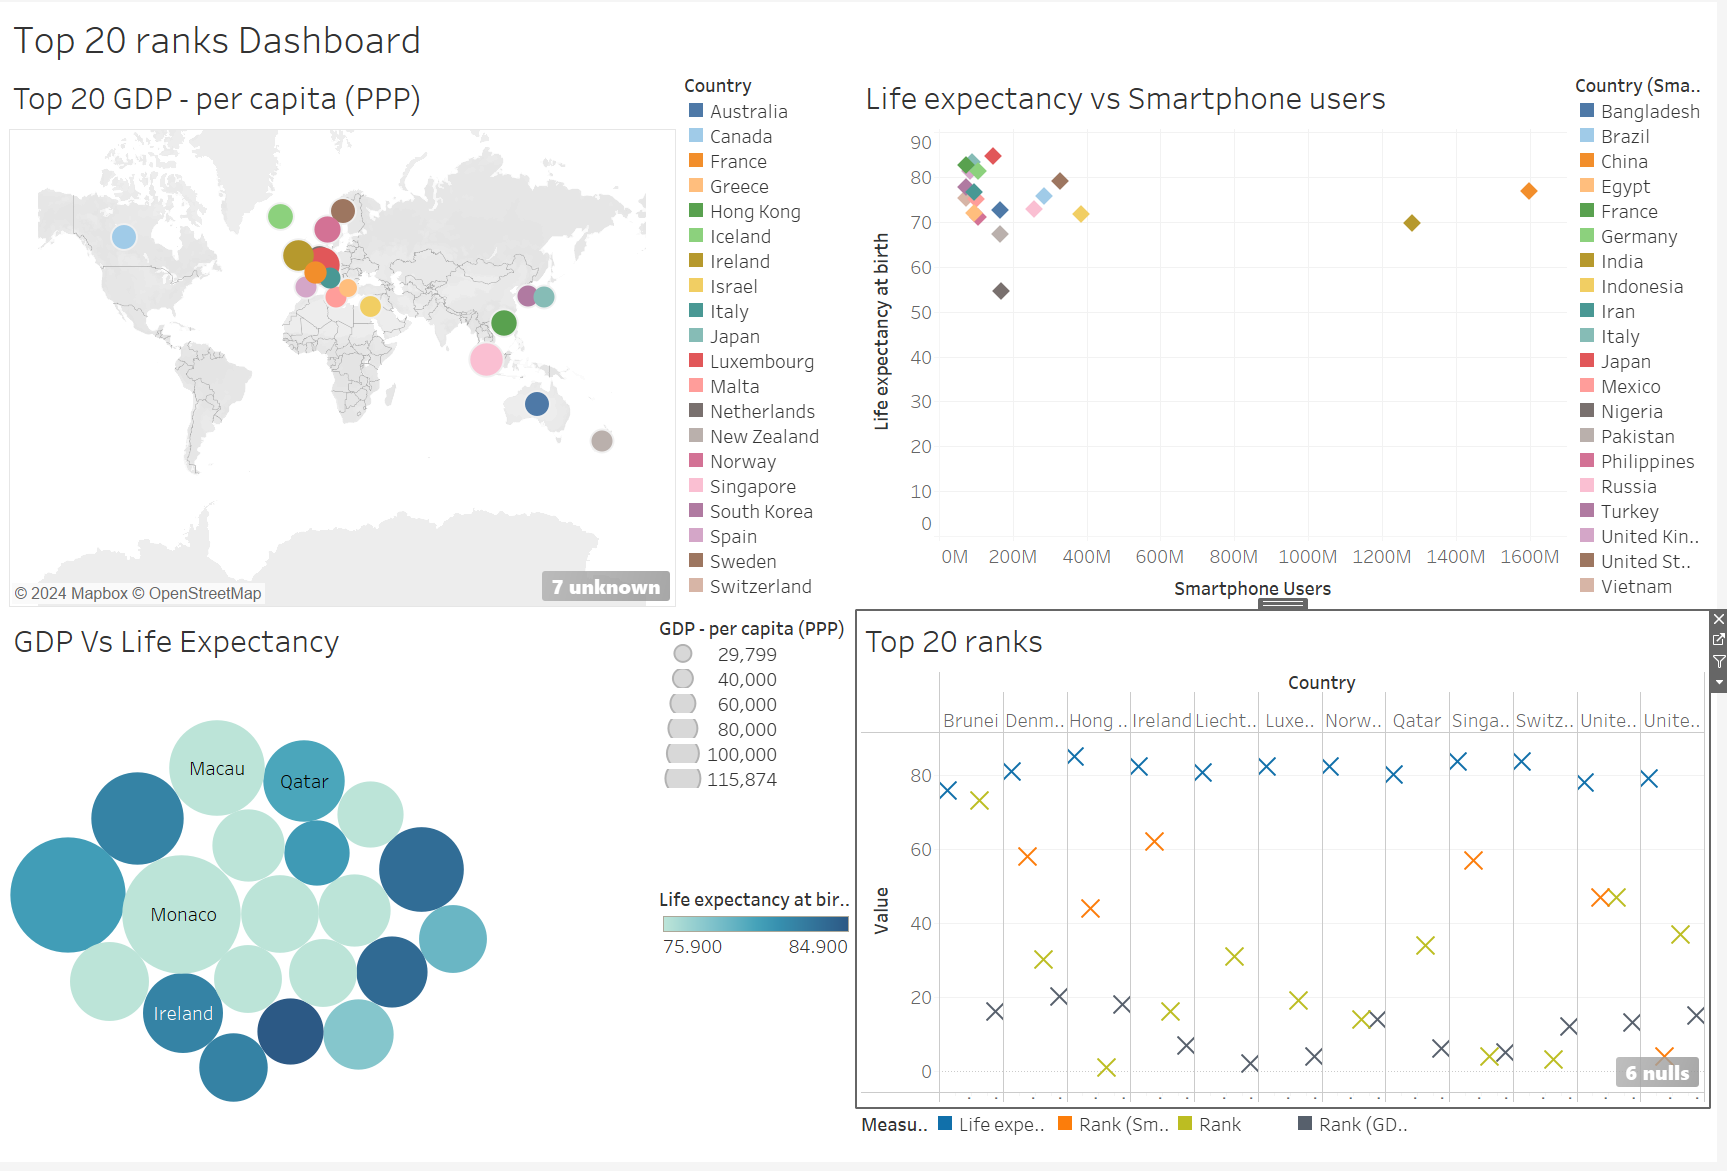 Top 20 ranks Dashboard
Top 20 GDP - per capita (PPP)
© 2024 Mapbox © OpenStreetMap
7 unknown
Country
Australia
Canada
France
Greece
Hong Kong
Iceland
Ireland
Israel
Italy
Japan
Luxembourg
Malta
Netherlands
New Zealand
Norway
Singapore
South Korea
Spain
Sweden
Switzerland
Life expectancy vs Smartphone users
Life expectancy at birth
90
80
70
60
50
40
30
20
10
0
0M 200M 400M 600M 800M 1000M 1200M 1400M 1600M
Smartphone Users
Country (Sma..
Bangladesh
Brazil
China
Egypt
France
Germany
India
Indonesia
Iran
Italy
Japan
Mexico
Nigeria
Pakistan
Philippines
Russia
Turkey
United Kin..
United St..
Vietnam
GDP Vs Life Expectancy
Macau
Qatar
Monaco
Ireland
GDP - per capita (PPP)
29,799
40,000
60,000
80,000
100,000
115,874
Life expectancy at bir..
75.900 84.900
Top 20 ranks
Country
Brunei Denm.. Hong .. Ireland Liecht.. Luxe.. Norw.. Qatar Singa.. Switz.. Unite.. Unite..
Value
80
60
40
20
0
6 nulls
Measu.. Life expe.. Rank (Sm.. Rank Rank (GD..